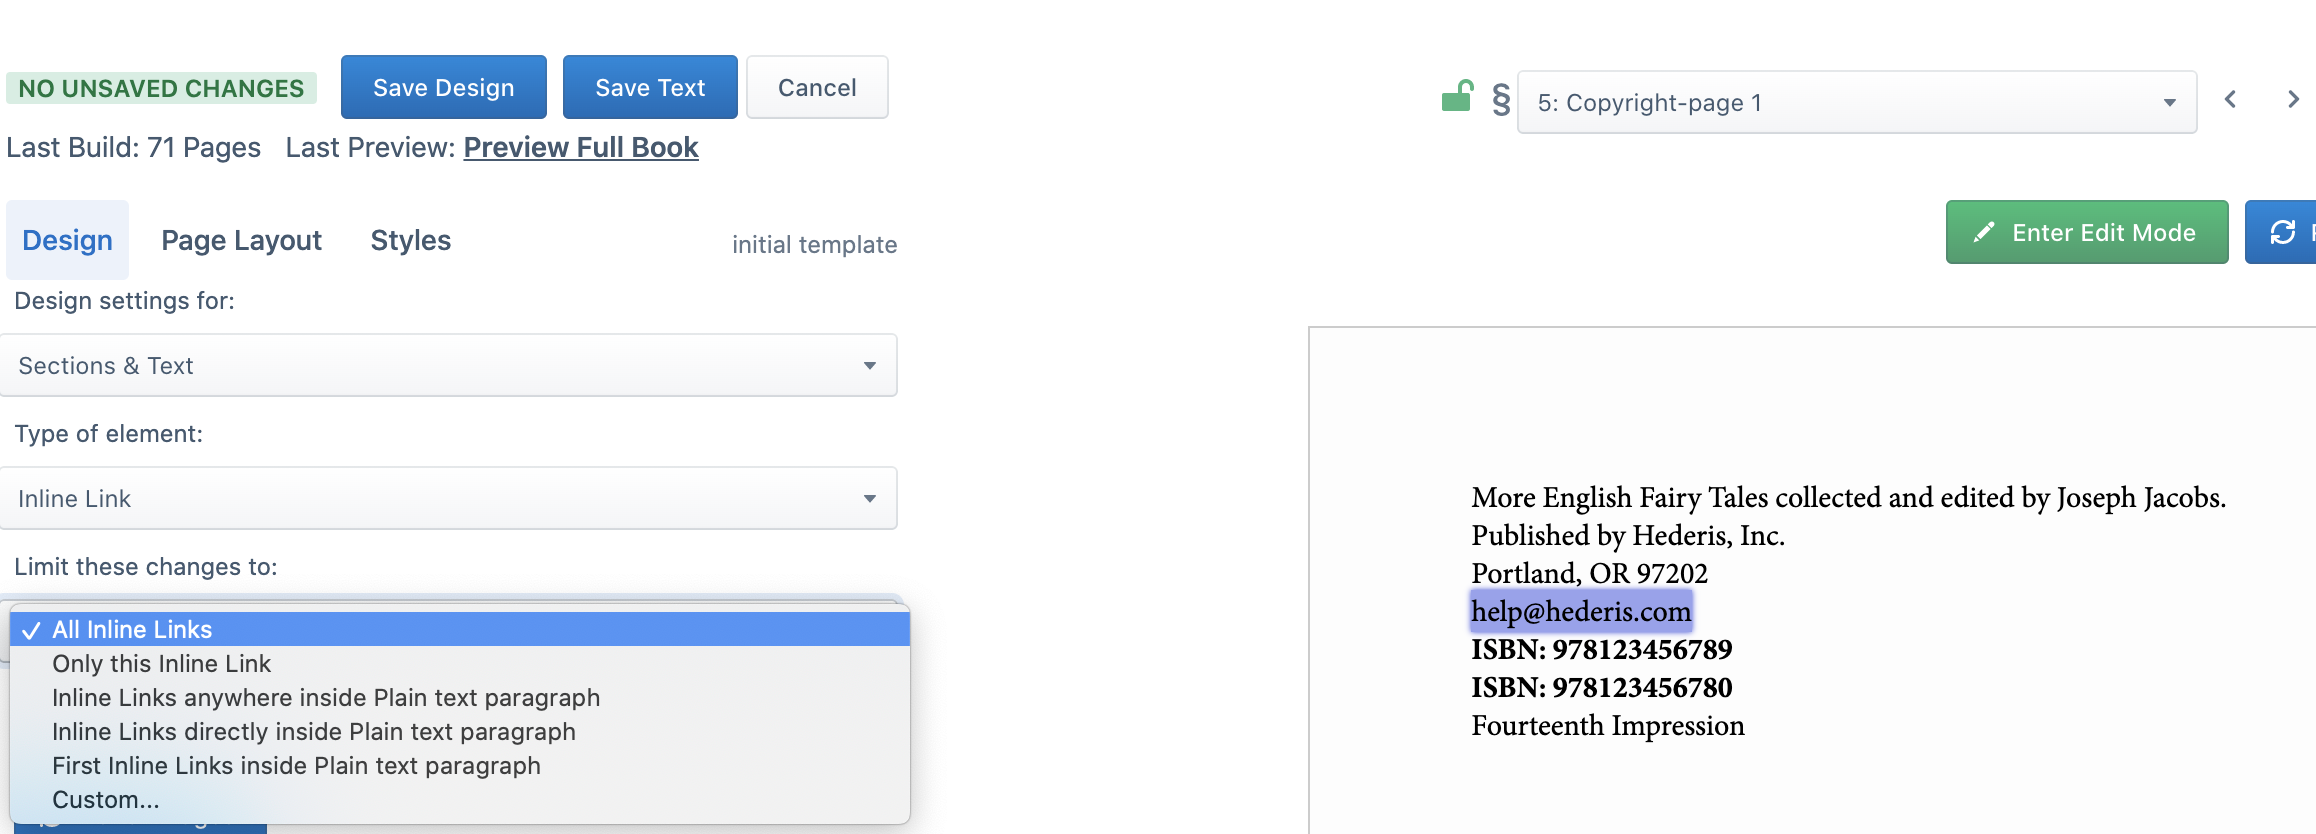 NO UNSAVED CHANGES
Save Design
Save Text
Cancel
Last Build: 71 Pages Last Preview: Preview Full Book
§
5: Copyright-page 1
Design
Page Layout
Styles
initial template
Enter Edit Mode
Design settings for:
Sections & Text
Type of element:
Inline Link
Limit these changes to:
✓ All Inline Links
Only this Inline Link
Inline Links anywhere inside Plain text paragraph
Inline Links directly inside Plain text paragraph
First Inline Links inside Plain text paragraph
Custom...
More English Fairy Tales collected and edited by Joseph Jacobs.
Published by Hederis, Inc.
Portland, OR 97202
help@hederis.com
ISBN: 978123456789
ISBN: 978123456780
Fourteenth Impression